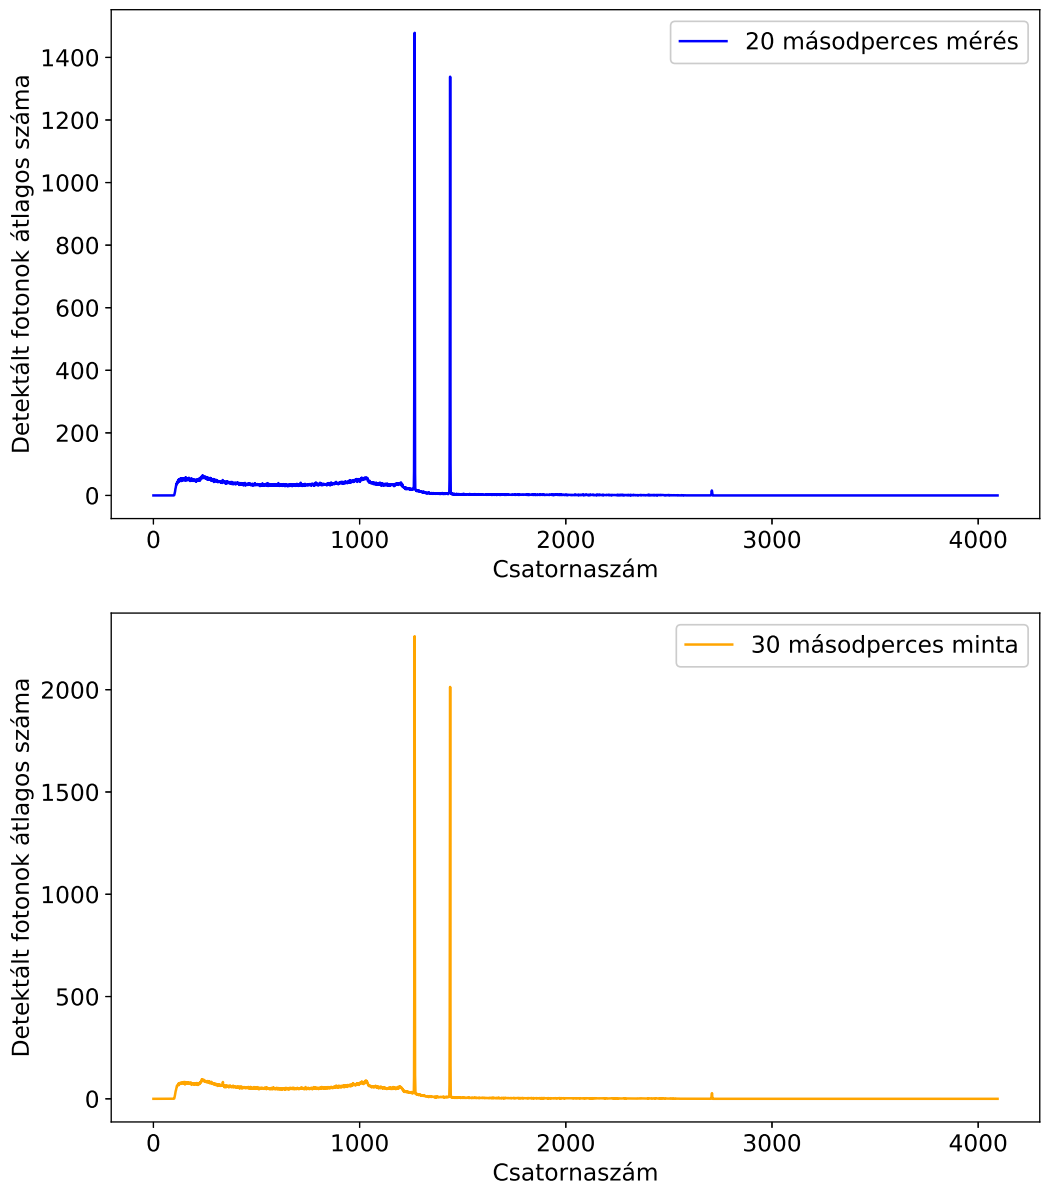 20 másodperces mérés
1400
1200
1000
800
600
400
200
0
Detektált fotonok átlagos száma
0 1000 2000 3000 4000
Csatornaszám
30 másodperces minta
2000
1500
1000
500
0
Detektált fotonok átlagos száma
0 1000 2000 3000 4000
Csatornaszám